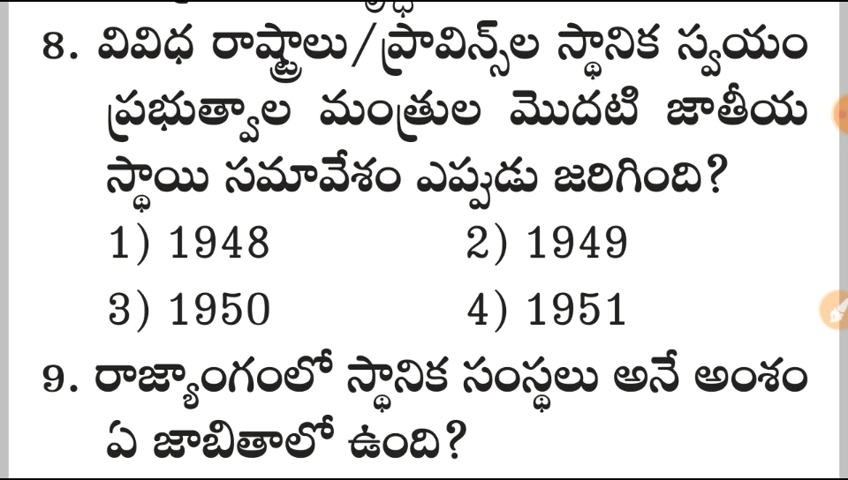 8. వివిధ రాష్ట్రాలు/ప్రావిన్స్‌ల స్థానిక స్వయం
ప్రభుత్వాల మంత్రుల మొదటి జాతీయ
స్థాయి సమావేశం ఎప్పుడు జరిగింది?
1) 1948 2) 1949
3) 1950 4) 1951
9. రాజ్యాంగంలో స్థానిక సంస్థలు అనే అంశం
ఏ జాబితాలో ఉంది?